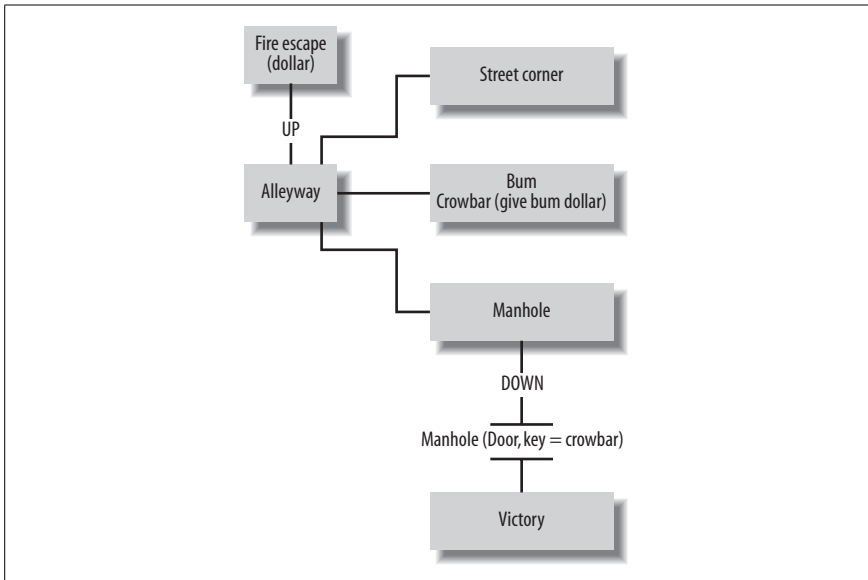 Fire escape
(dollar)
Street corner
UP
Alleyway
Bum
Crowbar (give bum dollar)
Manhole
DOWN
Manhole (Door, key = crowbar)
Victory